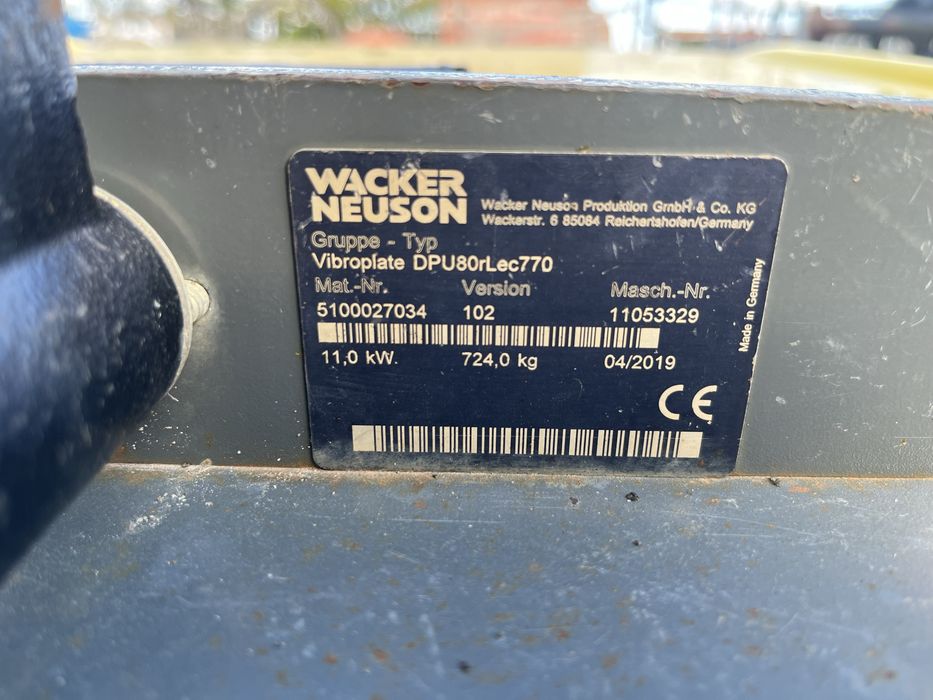 WACKER
NEUSON
Wacker Neuson Produktion GmbH & Co. KG
Wackerstr. 6 85084 Reichertshofen/Germany
Gruppe - Typ
Vibroplate DPU80rLec770
Mat.-Nr. Version Masch.-Nr.
5100027034 102 11053329
11,0 kW. 724,0 kg 04/2019
CE
Made in Germany